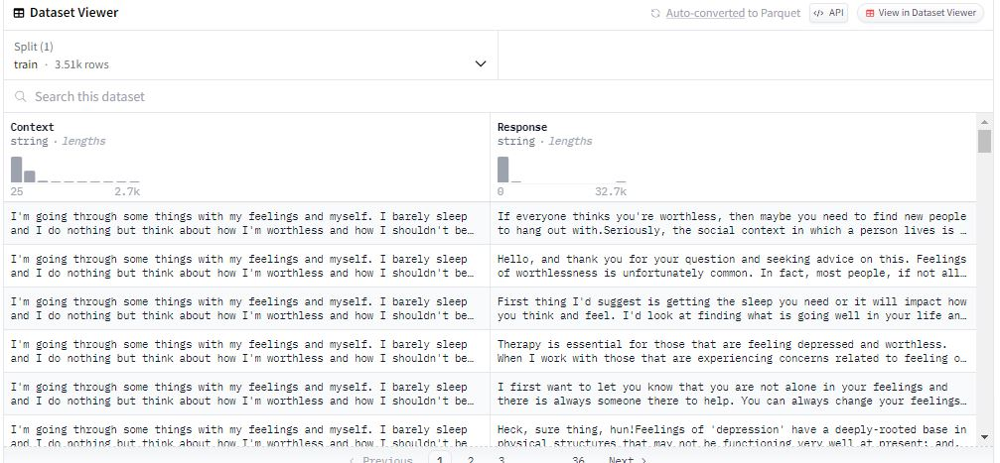 Dataset Viewer
Auto-converted to Parquet
</> API
View in Dataset Viewer
Split (1)
train · 3.51k rows
Search this dataset
Context
string · lengths
25 2.7k
Response
string · lengths
0 32.7k
I'm going through some things with my feelings and myself. I barely sleep
and I do nothing but think about how I'm worthless and how I shouldn't be…
If everyone thinks you're worthless, then maybe you need to find new people
to hang out with.Seriously, the social context in which a person lives is …
I'm going through some things with my feelings and myself. I barely sleep
and I do nothing but think about how I'm worthless and how I shouldn't be…
Hello, and thank you for your question and seeking advice on this. Feelings
of worthlessness is unfortunately common. In fact, most people, if not all…
I'm going through some things with my feelings and myself. I barely sleep
and I do nothing but think about how I'm worthless and how I shouldn't be…
First thing I'd suggest is getting the sleep you need or it will impact how
you think and feel. I'd look at finding what is going well in your life an…
I'm going through some things with my feelings and myself. I barely sleep
and I do nothing but think about how I'm worthless and how I shouldn't be…
Therapy is essential for those that are feeling depressed and worthless.
When I work with those that are experiencing concerns related to feeling o…
I'm going through some things with my feelings and myself. I barely sleep
and I do nothing but think about how I'm worthless and how I shouldn't be…
I first want to let you know that you are not alone in your feelings and
there is always someone there to help. You can always change your feelings…
I'm going through some things with my feelings and myself. I barely sleep
and I do nothing but think about how I'm worthless and how I shouldn't be…
Heck, sure thing, hun!Feelings of 'depression' have a deeply-rooted base in
physical structures that may not be functioning very well at present; and,
‹ Previous 1 2 3 ... 36 Next ›